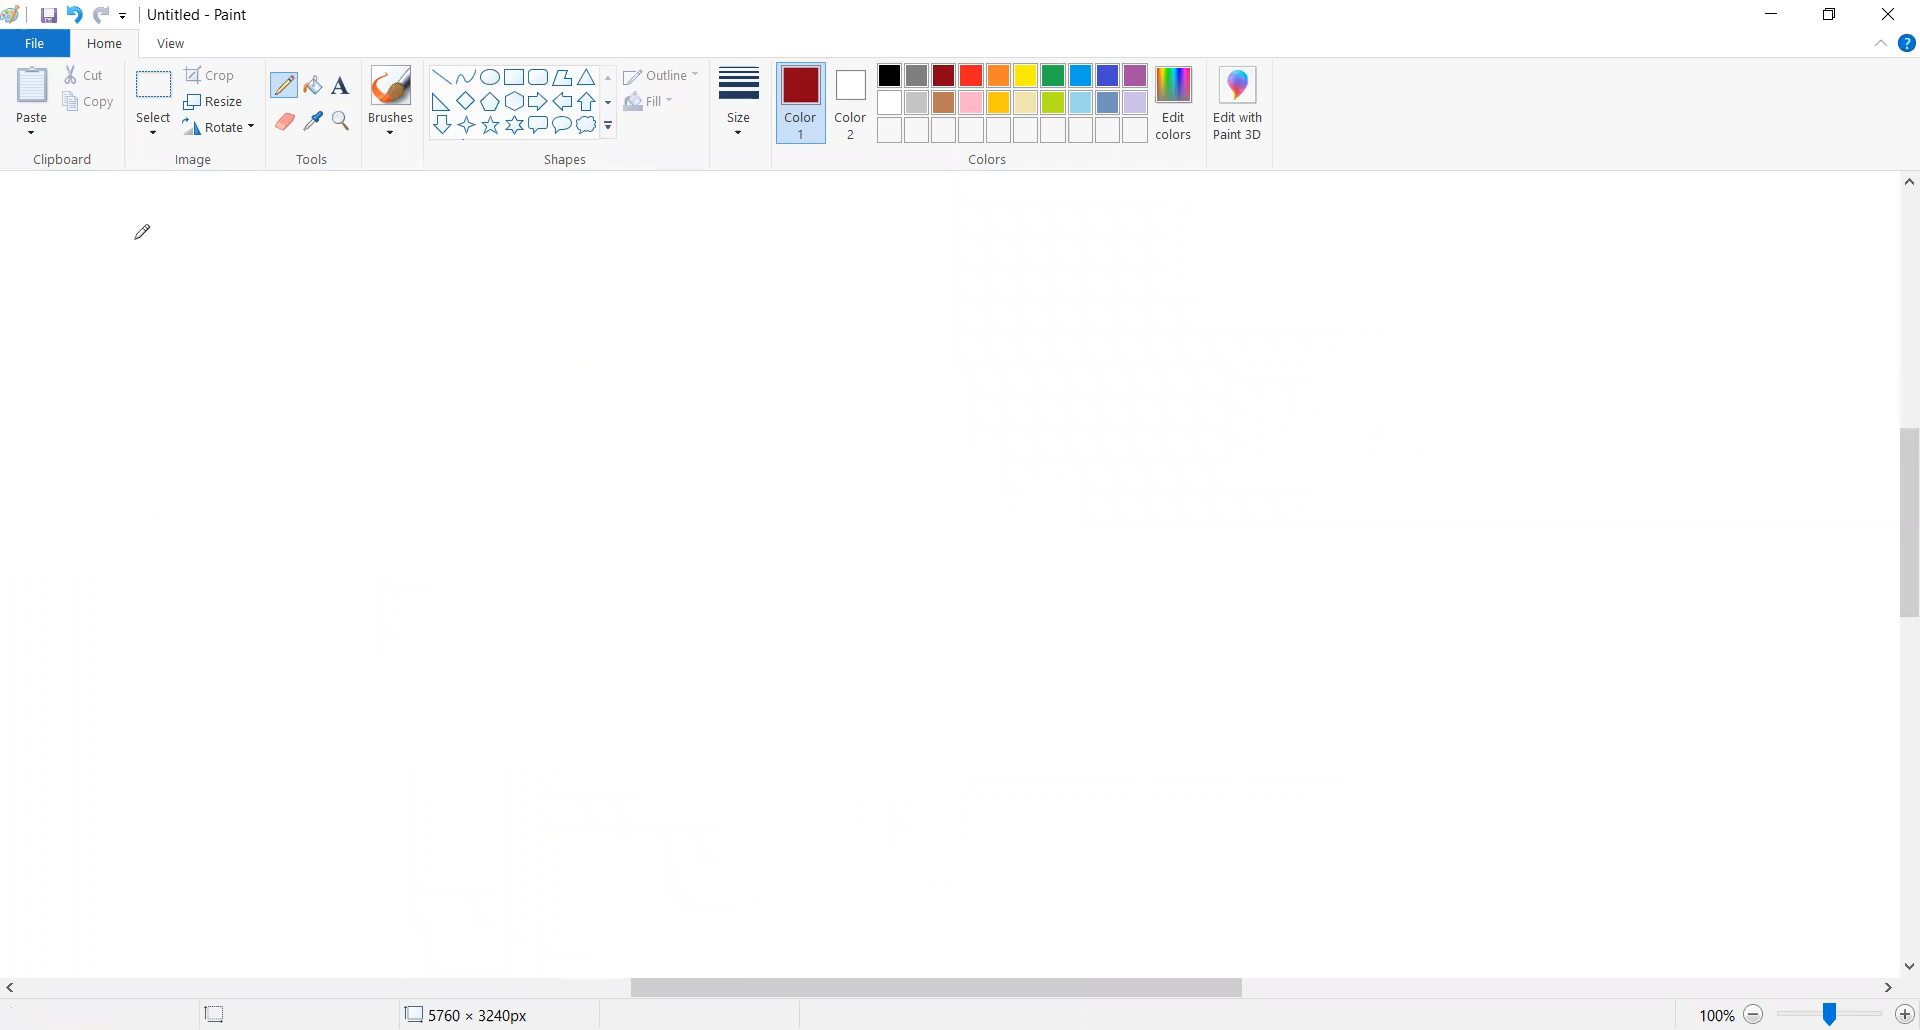 Untitled - Paint
File Home View
Paste
Cut
Copy
Clipboard
Select
Crop
Resize
Rotate
Image
A
Tools
Brushes
Outline
Fill
Shapes
Size
Color
1
Color
2
Edit
colors
Colors
Edit with
Paint 3D
?
5760 × 3240px
100%